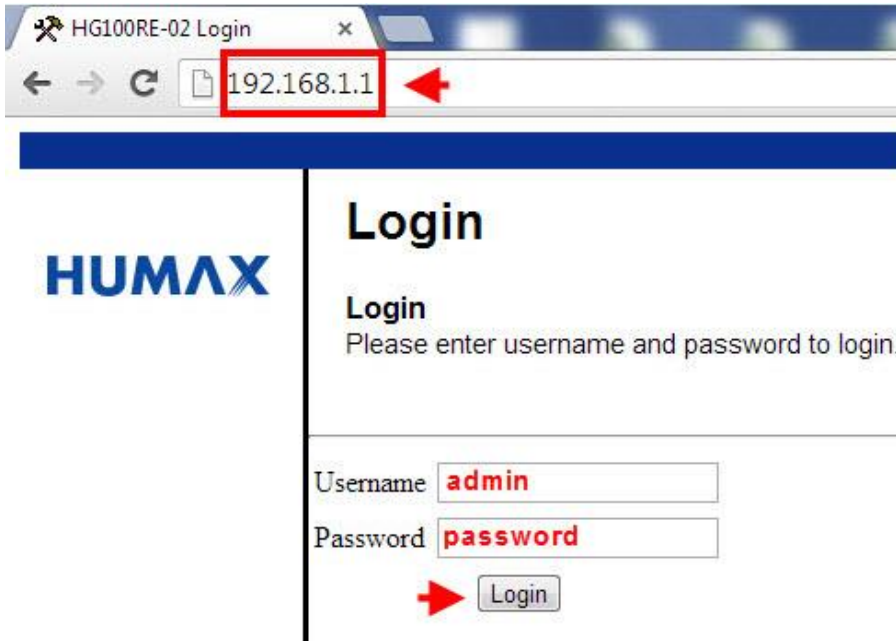 HG100RE-02 Login
192.168.1.1
HUMAX
Login
Login
Please enter username and password to login.
Username admin
Password password
Login